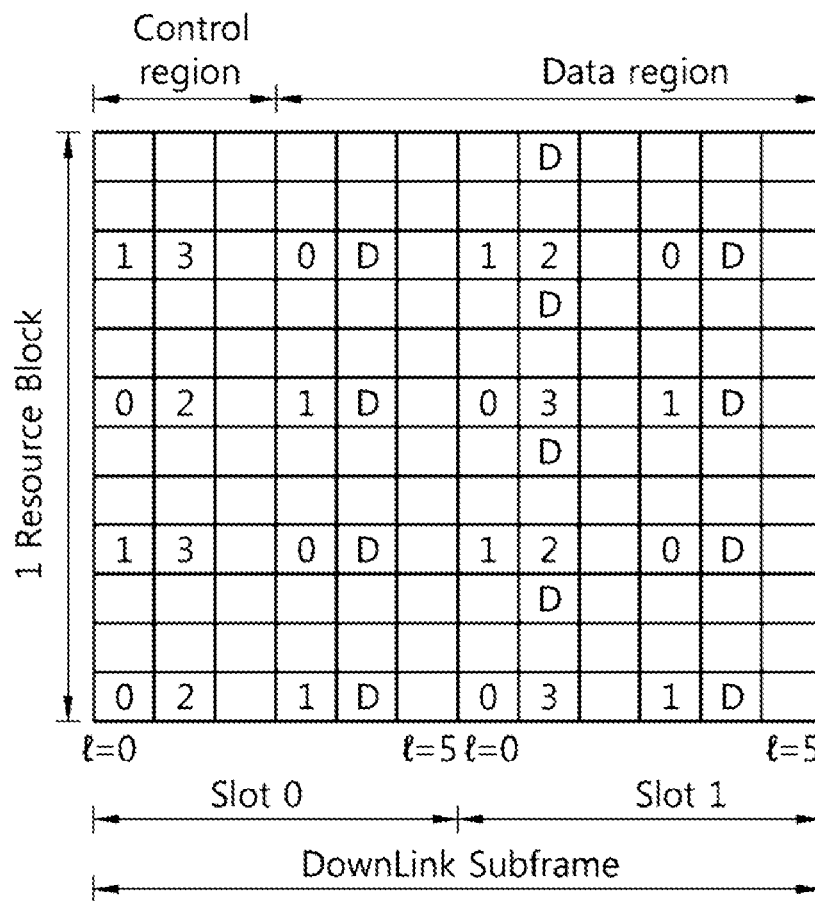 Control
region
Data region
1 Resource Block
D
1 3 0 D 1 2 0 D
D
0 2 1 D 0 3 1 D
D
1 3 0 D 1 2 0 D
D
0 2 1 D 0 3 1 D
ℓ=0 ℓ=5 ℓ=0 ℓ=5
Slot 0 Slot 1
DownLink Subframe